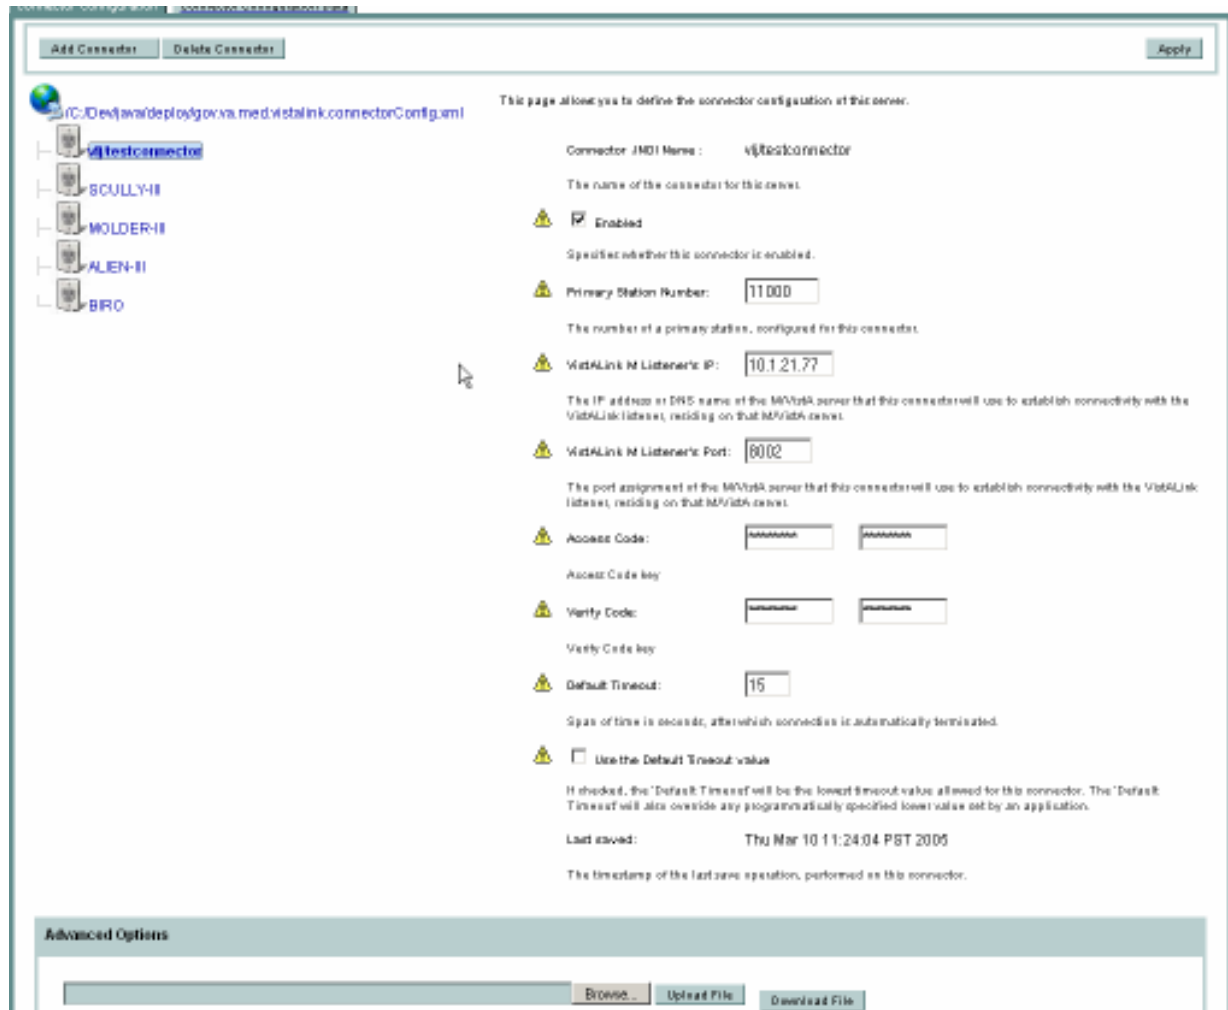 Connector Configuration
Add Connector Delete Connector Apply
/C:/Dev/java/deploy/gov.va.med.vistalink.connectorConfig.xml
vlj/testconnector
SCULLY-III
MOLDER-III
ALIEN-III
BIRO
This page allows you to define the connector configuration of this server.
Connector JNDI Name : vlj/testconnector
The name of the connector for this server.
Enabled
Specifies whether this connector is enabled.
Primary Station Number: 11000
The number of a primary station, configured for this connector.
VistALink M Listener's IP: 10.1.21.77
The IP address or DNS name of the M/VistA server that this connector will use to establish connectivity with the
VistALink listener, residing on that M/VistA server.
VistALink M Listener's Port: 8002
The port assignment of the M/VistA server that this connector will use to establish connectivity with the VistALink
listener, residing on that M/VistA server.
Access Code: ******** ********
Access Code key
Verify Code: ******** ********
Verify Code key
Default Timeout: 15
Span of time in seconds, after which connection is automatically terminated.
Use the Default Timeout value
If checked, the 'Default Timeout' will be the lowest timeout value allowed for this connector. The 'Default
Timeout' will also override any programmatically specified lower value set by an application.
Last saved: Thu Mar 10 11:24:04 PST 2005
The timestamp of the last save operation, performed on this connector.
Advanced Options
Browse... Upload File Download File